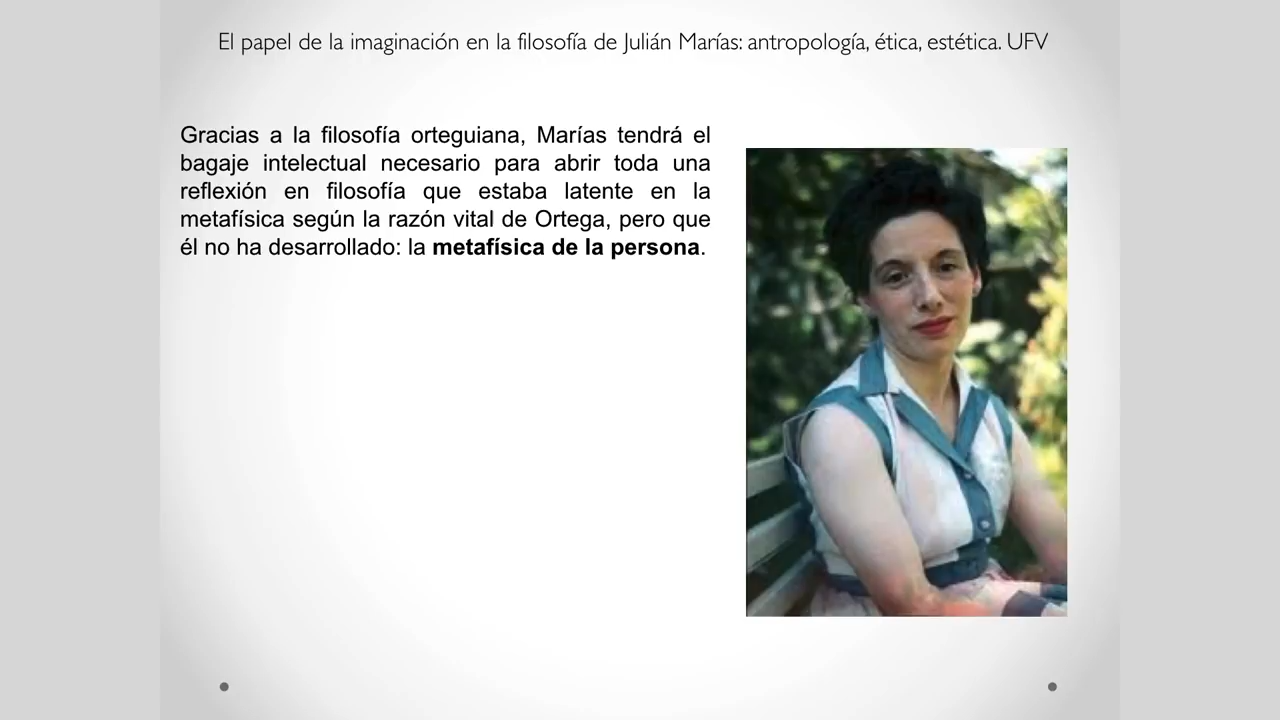 El papel de la imaginación en la filosofía de Julián Marías: antropología, ética, estética. UFV
Gracias a la filosofía orteguiana, Marías tendrá el
bagaje intelectual necesario para abrir toda una
reflexión en filosofía que estaba latente en la
metafísica según la razón vital de Ortega, pero que
él no ha desarrollado: la metafísica de la persona.